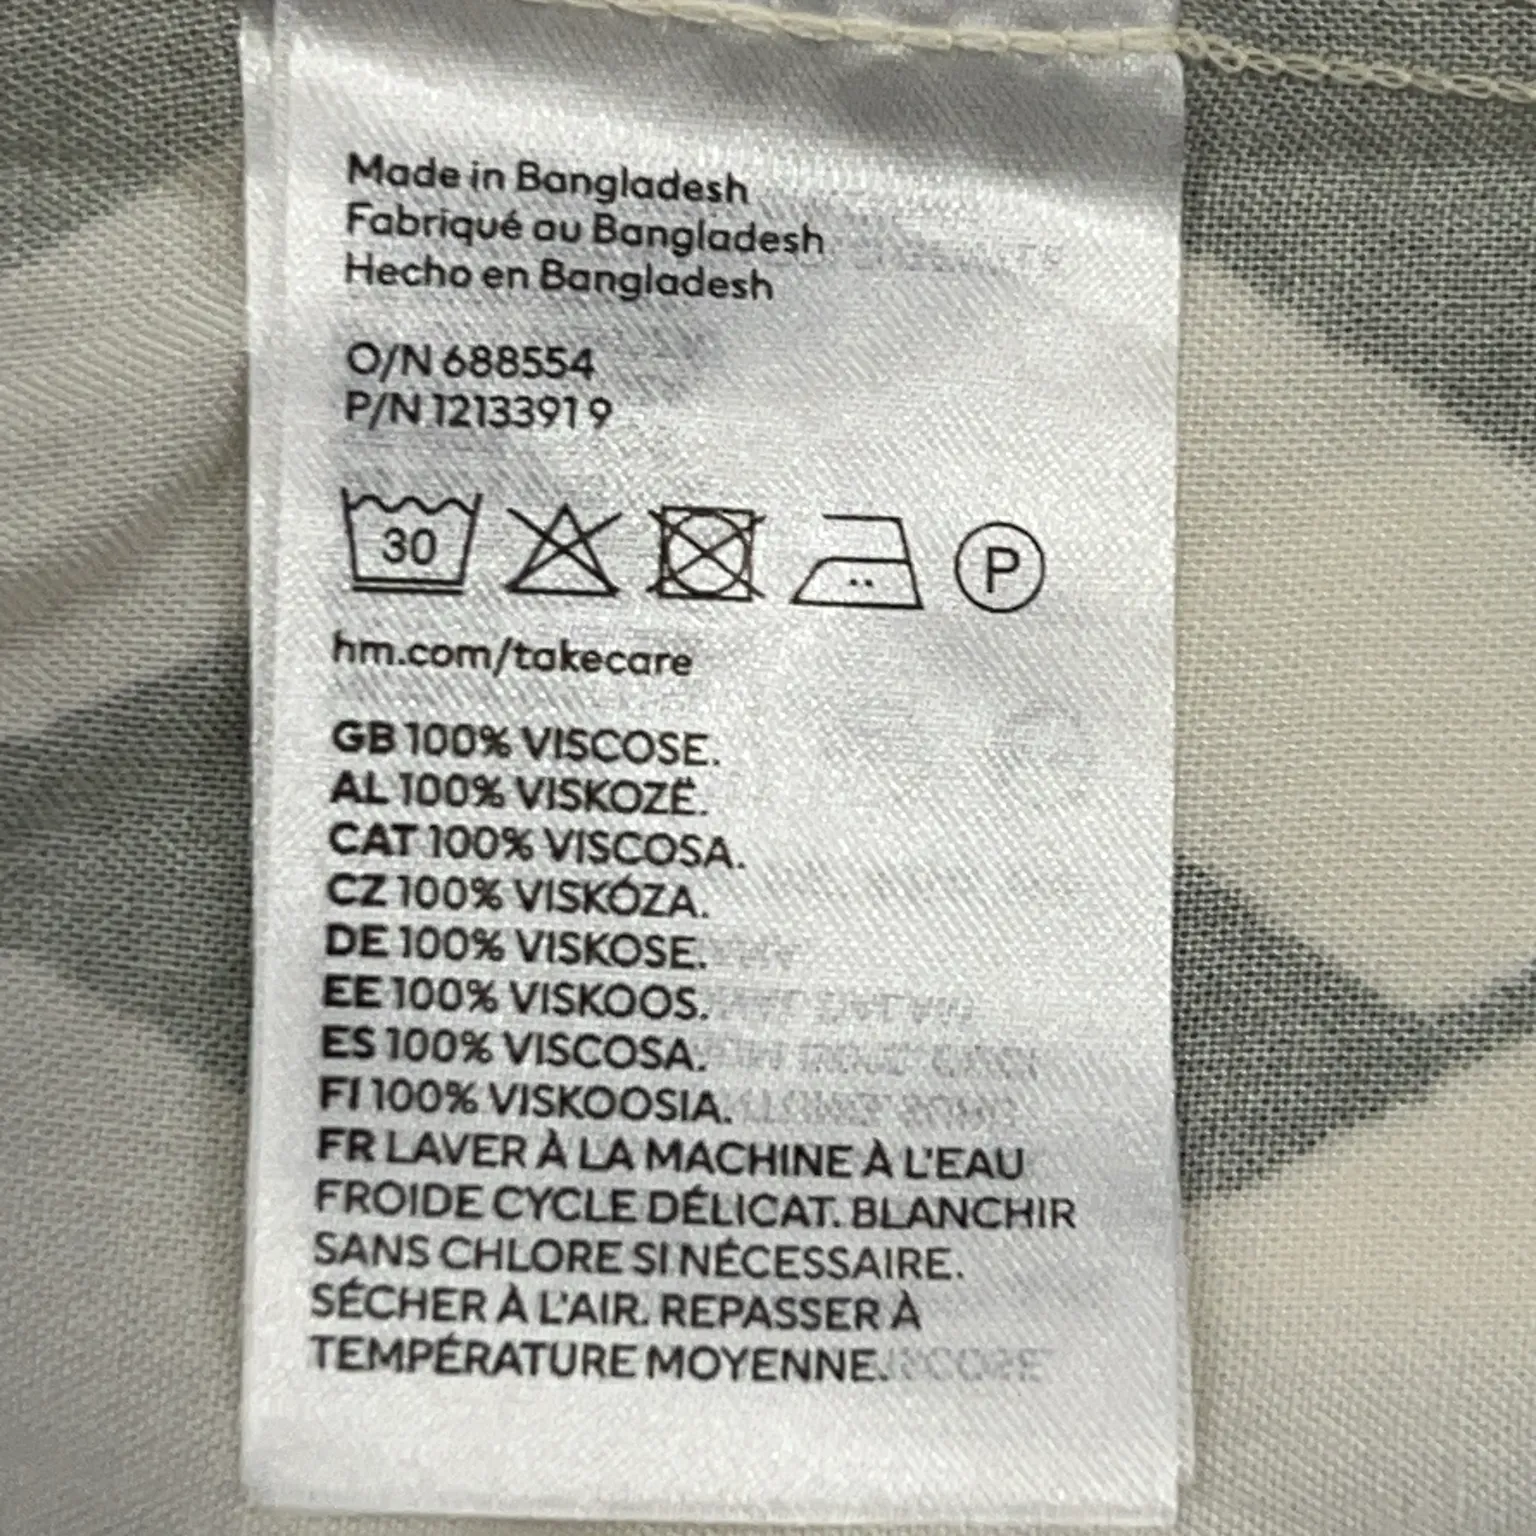 Made in Bangladesh
Fabriqué au Bangladesh
Hecho en Bangladesh
O/N 688554
P/N 1213391 9
30 P
hm.com/takecare
GB 100% VISCOSE.
AL 100% VISKOZË.
CAT 100% VISCOSA.
CZ 100% VISKÓZA.
DE 100% VISKOSE.
EE 100% VISKOOS.
ES 100% VISCOSA.
FI 100% VISKOOSIA.
FR LAVER À LA MACHINE À L'EAU
FROIDE CYCLE DÉLICAT. BLANCHIR
SANS CHLORE SI NÉCESSAIRE.
SÉCHER À L'AIR. REPASSER À
TEMPÉRATURE MOYENNE.